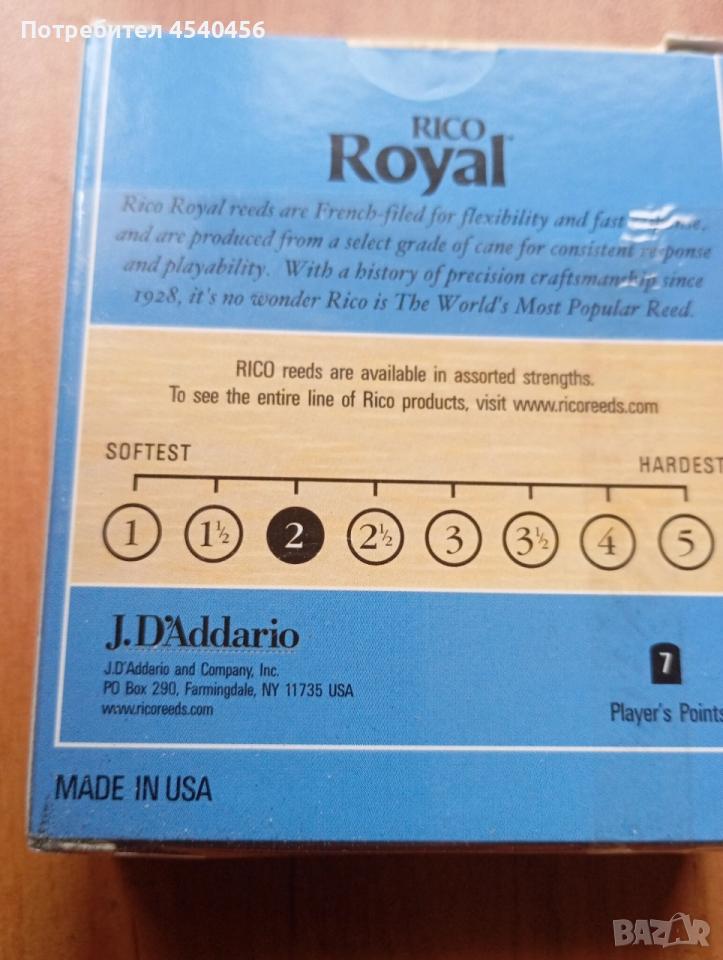 Потребител 4540456
RICO
Royal
Rico Royal reeds are French-filed for flexibility and fast response,
and are produced from a select grade of cane for consistent response
and playability. With a history of precision craftsmanship since
1928, it's no wonder Rico is The World's Most Popular Reed.
RICO reeds are available in assorted strengths.
To see the entire line of Rico products, visit www.ricoreeds.com
SOFTEST
HARDEST
1 1½ 2 2½ 3 3½ 4 5
J.D'Addario
J.D'Addario and Company, Inc.
PO Box 290, Farmingdale, NY 11735 USA
www.ricoreeds.com
7
Player's Points
MADE IN USA
BAZAR